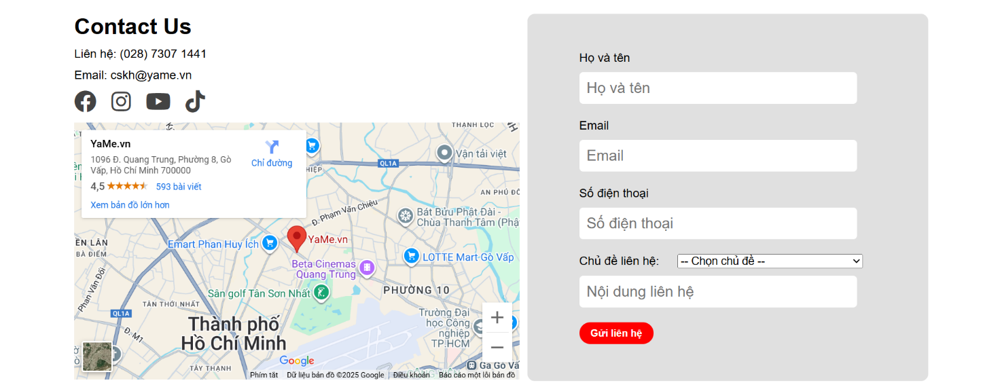 Contact Us
Liên hệ: (028) 7307 1441
Email: cskh@yame.vn
YaMe.vn
1096 Đ. Quang Trung, Phường 8, Gò
Vấp, Hồ Chí Minh 700000
4,5
593 bài viết
Xem bản đồ lớn hơn
Chỉ đường
THẠNH LỘC
Vận tải việt
QL1A
HIỆP
AN PHÚ ĐÔ
Đ. Phạm Văn Chiêu
Bát Bửu Phật Đài -
Chùa Thanh Tâm (Phậ
ỀN LÂN
BÀ ĐIỂM
Emart Phan Huy Ích
YaMe.vn
LOTTE Mart Gò Vấp
Beta Cinemas
Quang Trung
Phan Văn Đối
Sân golf Tân Sơn Nhất
PHƯỜNG 10
TÂN THỚI NHẤT
QL1A
Trường Đại
học Công
nghiệp
TP.HCM
Thành phố
Hồ Chí Minh
Đ. M1
TÂY THẠNH
Google
Ga Gò Vấ
Phím tắt
Dữ liệu bản đồ ©2025 Google
Điều khoản
Báo cáo một lỗi bản đồ
Họ và tên
Họ và tên
Email
Email
Số điện thoại
Số điện thoại
Chủ đề liên hệ:
-- Chọn chủ đề --
Nội dung liên hệ
Gửi liên hệ